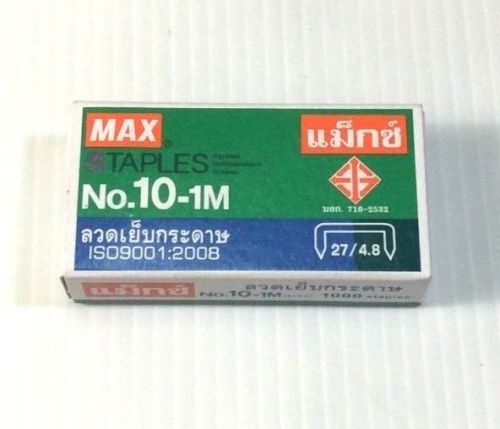 MAX®
แม็กซ์
STAPLES
No.10-1M
มอก. 716-2532
ลวดเย็บกระดาษ
ISO9001:2008
27/4.8
แม็กซ์ ลวดเย็บกระดาษ
No.10-1M 1000 staples